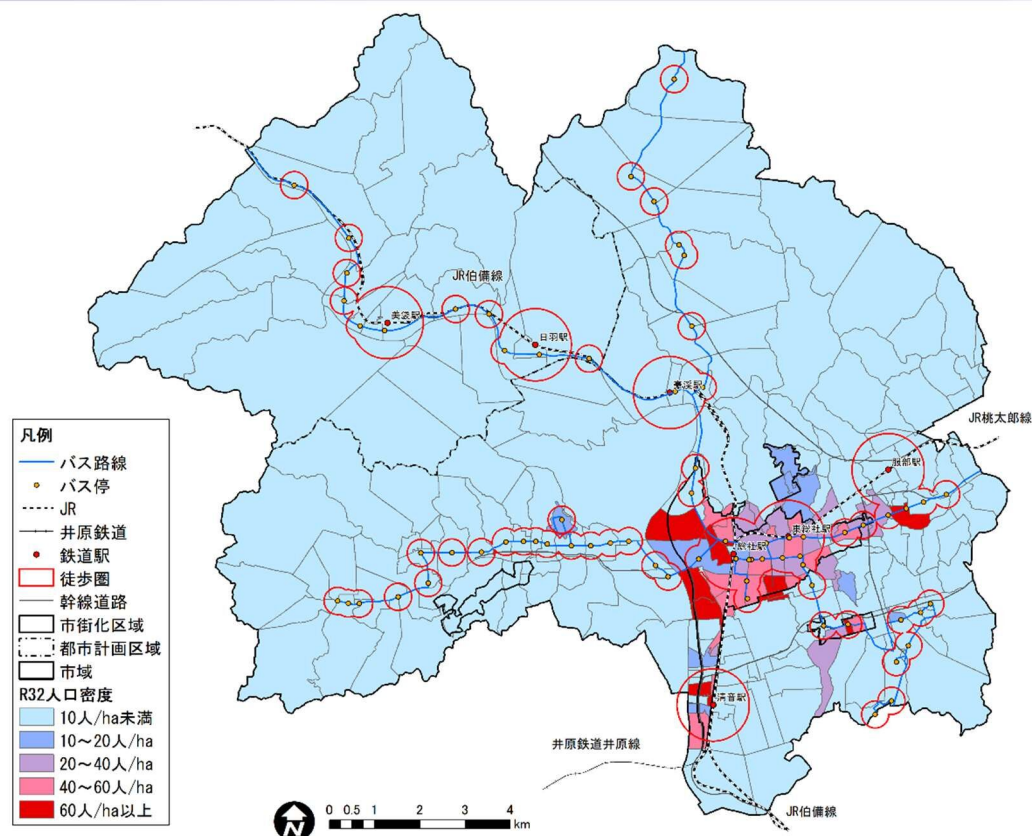 JR伯備線
美袋駅
日羽駅
豪渓駅
JR桃太郎線
服部駅
東総社駅
総社駅
清音駅
井原鉄道井原線
JR伯備線
凡例
バス路線
バス停
JR
井原鉄道
鉄道駅
徒歩圏
幹線道路
市街化区域
都市計画区域
市域
R32人口密度
10人/ha未満
10～20人/ha
20～40人/ha
40～60人/ha
60人/ha以上
N
0 0.5 1 2 3 4
km